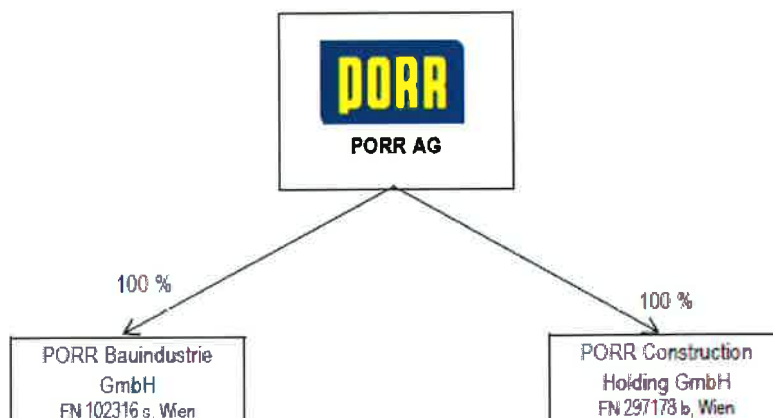 PORR
PORR AG
100 %
100 %
PORR Bauindustrie
GmbH
FN 102316 s, Wien
PORR Construction
Holding GmbH
FN 297178 b, Wien